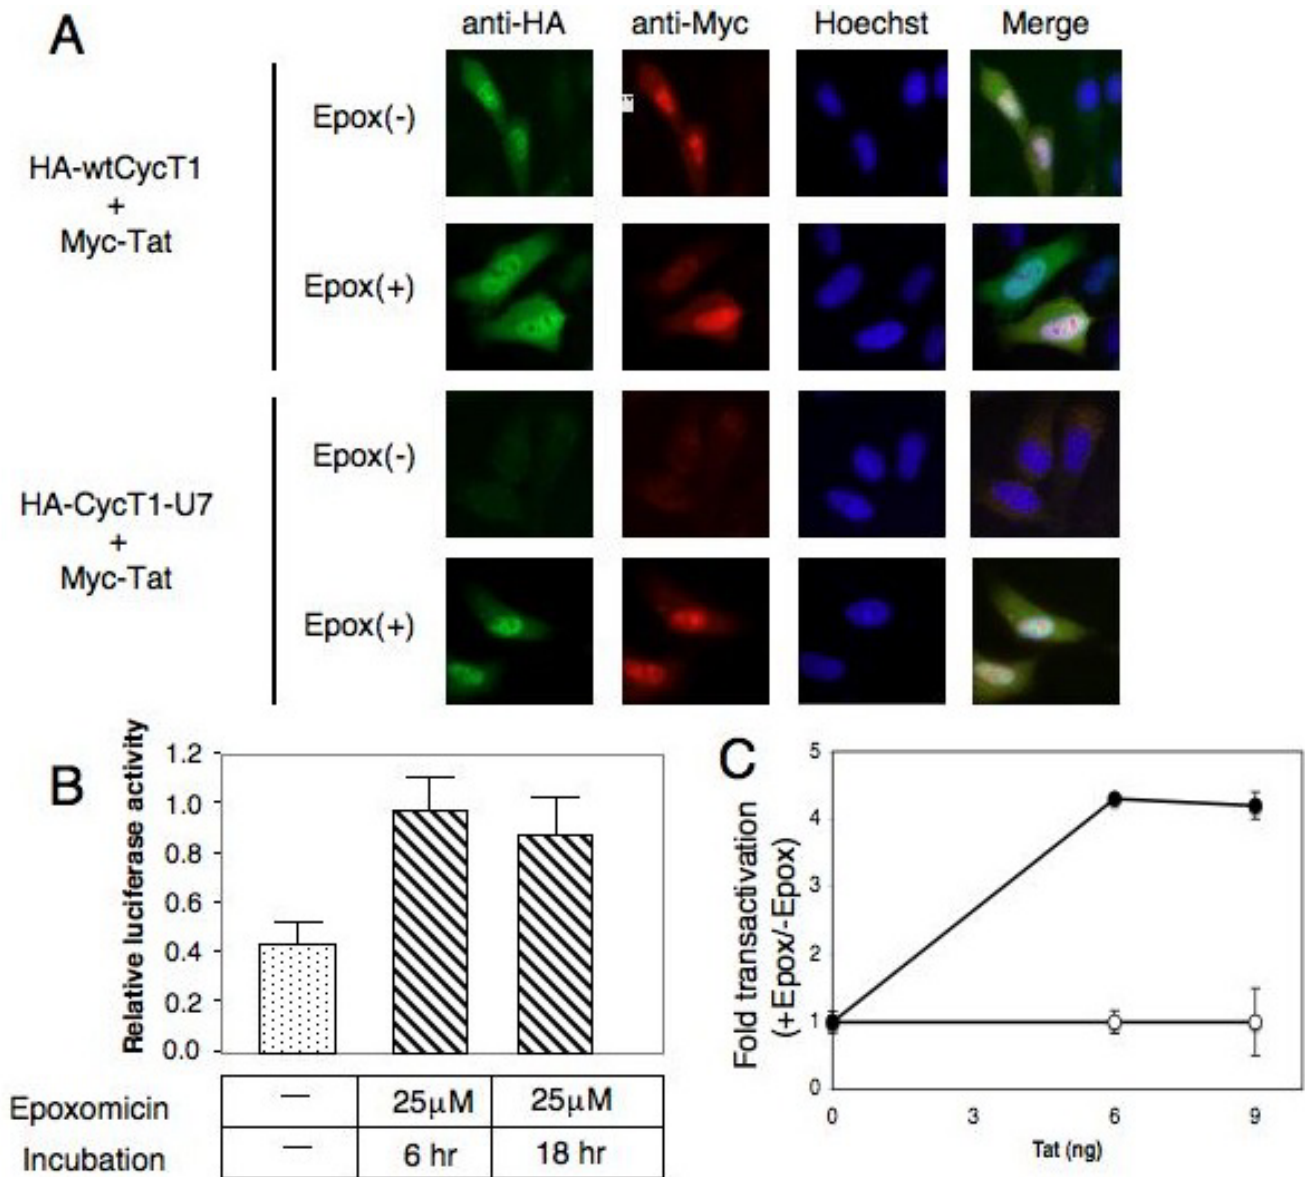 A
anti-HA anti-Myc Hoechst Merge
HA-wtCycT1
+
Myc-Tat
Epox(-)
Epox(+)
HA-CycT1-U7
+
Myc-Tat
Epox(-)
Epox(+)
B
Relative luciferase activity
1.2
1.0
0.8
0.6
0.4
0.2
0.0
Epoxomicin — 25μM 25μM
Incubation — 6 hr 18 hr
C
Fold transactivation
(+Epox/-Epox)
5
4
3
2
1
0
0 3 6 9
Tat (ng)